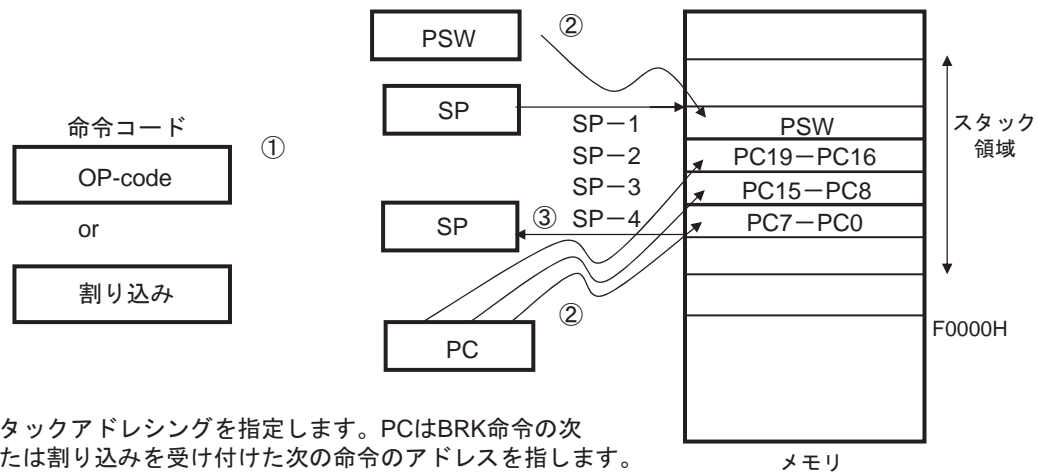 PSW
②
SP
SP－1
PSW
スタック
領域
命令コード
①
OP-code
SP－2
PC19－PC16
SP－3
PC15－PC8
or
SP
③
SP－4
PC7－PC0
割り込み
②
F0000H
PC
タックアドレシングを指定します。PCはBRK命令の次
たは割り込みを受け付けた次の命令のアドレスを指します。
メモリ